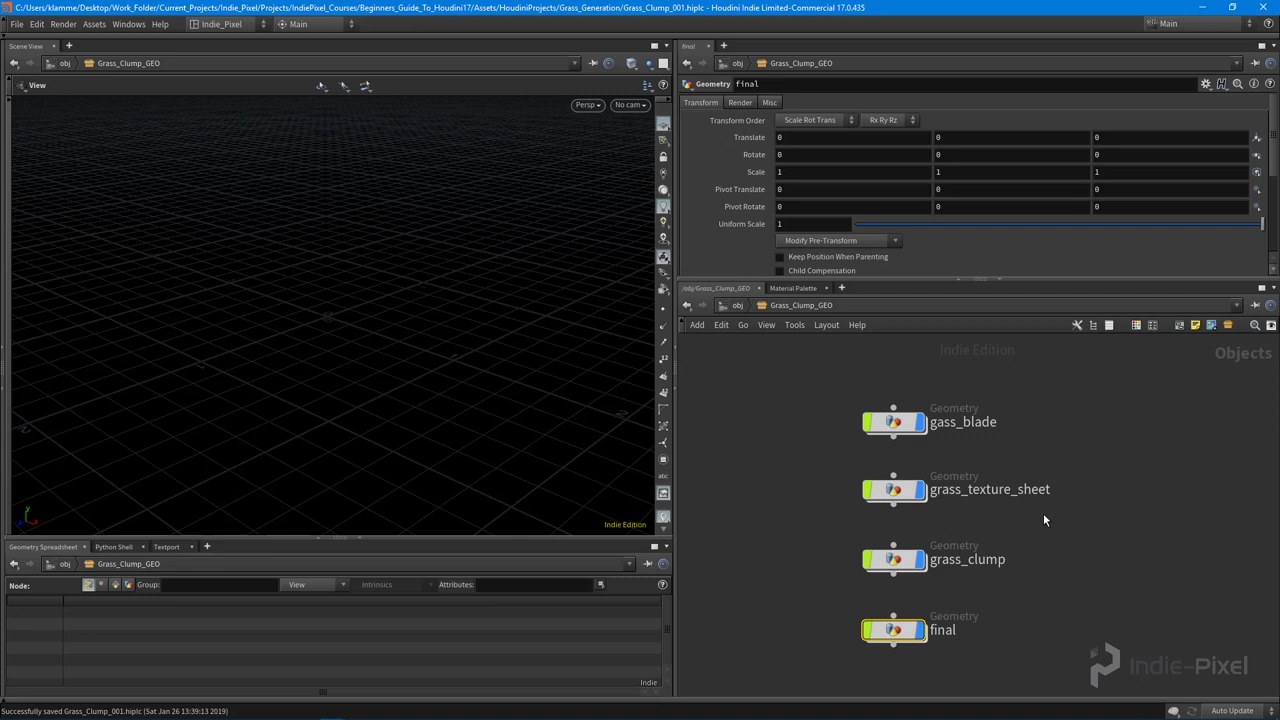 C:/Users/klamme/Desktop/Work_Folder/Current_Projects/Indie_Pixel/Projects/IndiePixel_Courses/Beginners_Guide_To_Houdini17/Assets/HoudiniProjects/Grass_Generation/Grass_Clump_001.hiplc - Houdini Indie Limited-Commercial 17.0.435
File Edit Render Assets Windows Help Indie_Pixel Main Main
Scene View
obj Grass_Clump_GEO
View
Persp No cam
Indie Edition
Geometry Spreadsheet Python Shell Textport
obj Grass_Clump_GEO
Node: Group: View Intrinsics Attributes:
Indie
final
obj Grass_Clump_GEO
Geometry final
Transform Render Misc
Transform Order Scale Rot Trans Rx Ry Rz
Translate 0 0 0
Rotate 0 0 0
Scale 1 1 1
Pivot Translate 0 0 0
Pivot Rotate 0 0 0
Uniform Scale 1
Modify Pre-Transform
Keep Position When Parenting
Child Compensation
/obj/Grass_Clump_GEO Material Palette
obj Grass_Clump_GEO
Add Edit Go View Tools Layout Help
Indie Edition Objects
Geometry
gass_blade
Geometry
grass_texture_sheet
Geometry
grass_clump
Geometry
final
Indie-Pixel
Successfully saved Grass_Clump_001.hiplc (Sat Jan 26 13:39:13 2019) Auto Update